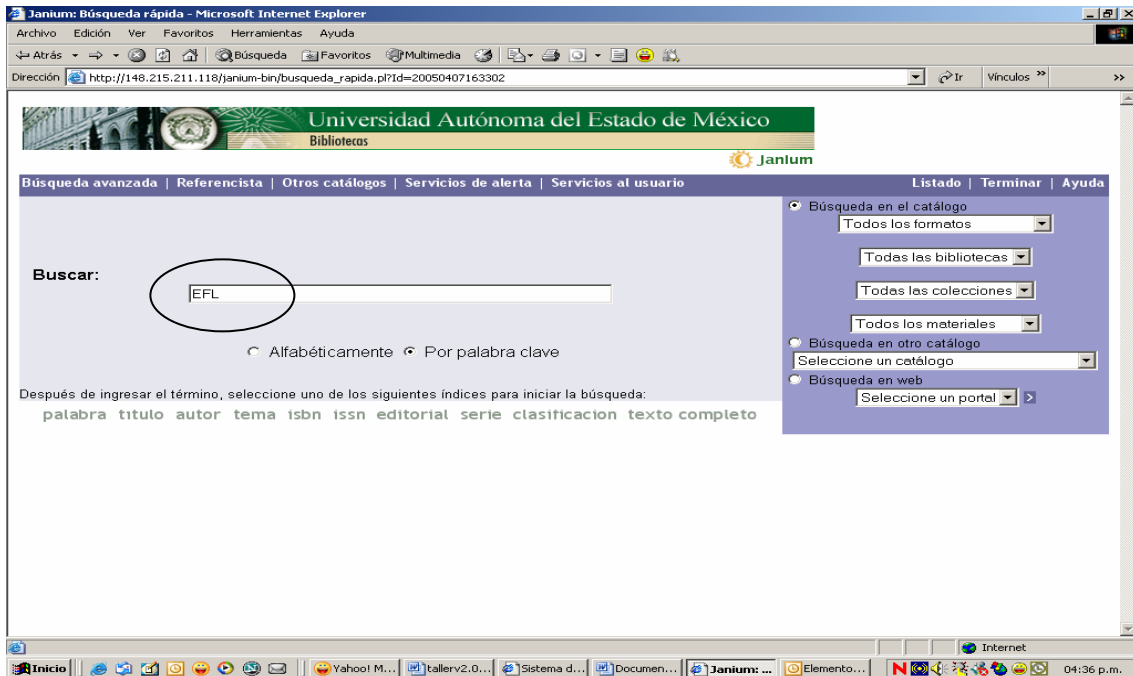 Janium: Búsqueda rápida - Microsoft Internet Explorer
Archivo Edición Ver Favoritos Herramientas Ayuda
Atrás Búsqueda Favoritos Multimedia
Dirección http://148.215.211.118/janium-bin/busqueda_rapida.pl?Id=20050407163302 Ir Vínculos »
»
Universidad Autónoma del Estado de México
Bibliotecas
Janium
Búsqueda avanzada | Referencista | Otros catálogos | Servicios de alerta | Servicios al usuario Listado | Terminar | Ayuda
Búsqueda en el catálogo
Todos los formatos
Todas las bibliotecas
Buscar:
EFL
Todas las colecciones
Todos los materiales
Búsqueda en otro catálogo
Alfabéticamente Por palabra clave
Seleccione un catálogo
Búsqueda en web
Después de ingresar el término, seleccione uno de los siguientes índices para iniciar la búsqueda:
Seleccione un portal >
palabra titulo autor tema isbn issn editorial serie clasificacion texto completo
Internet
Inicio Yahoo! M... tallerv2.0... Sistema d... Documen... Janium: ... Elemento... N 04:36 p.m.